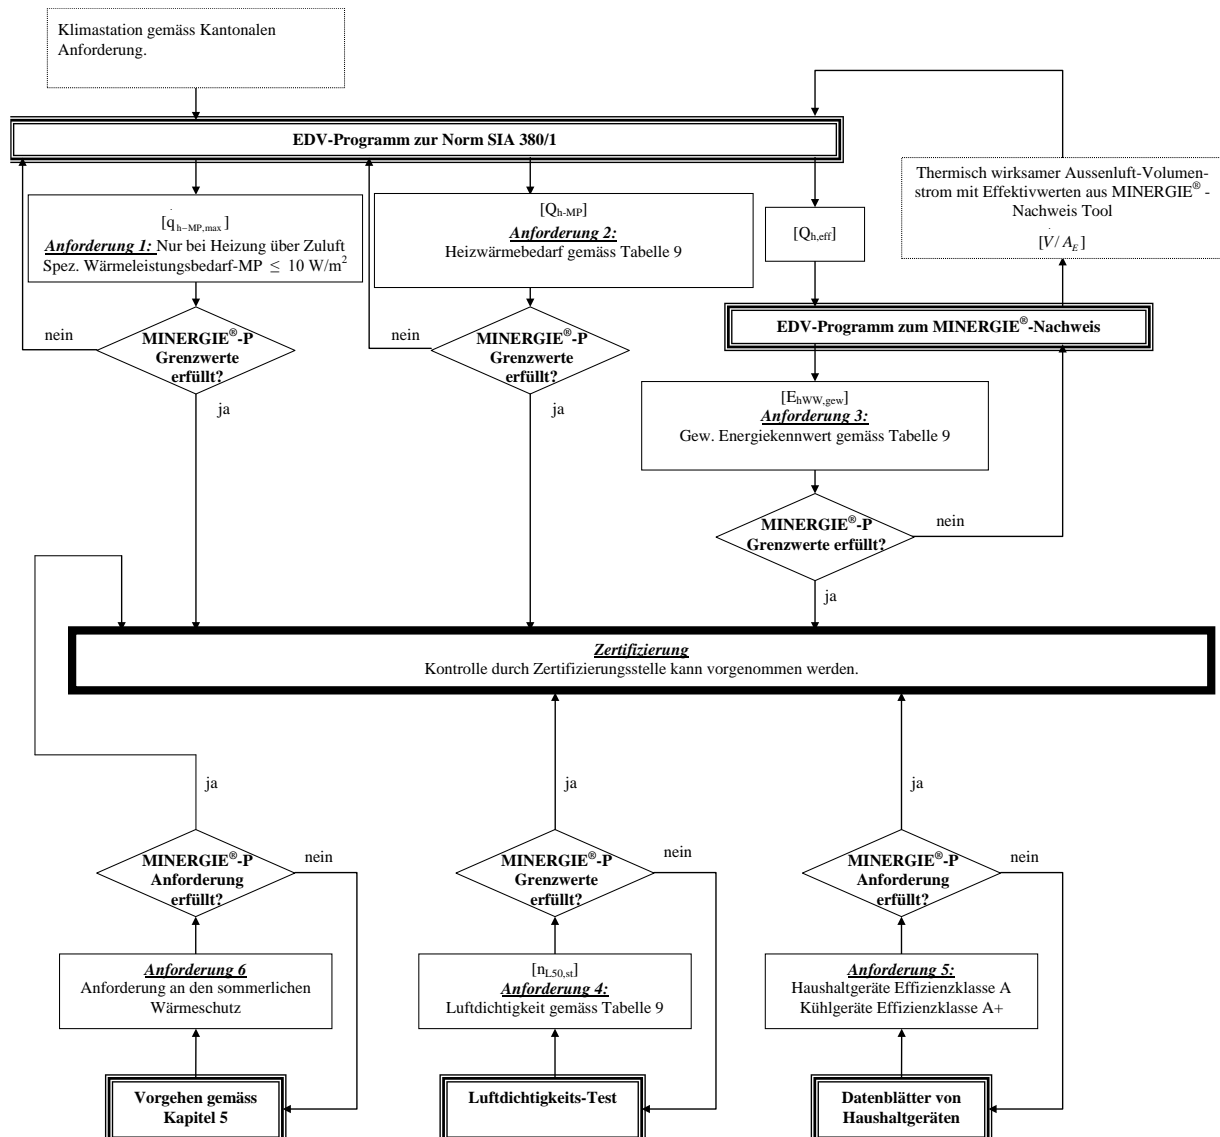 Klimastation gemäss Kantonalen
Anforderung.
EDV-Programm zur Norm SIA 380/1
[q̇h−MP,max]
Anforderung 1: Nur bei Heizung über Zuluft
Spez. Wärmeleistungsbedarf-MP ≤ 10 W/m²
[Qh-MP]
Anforderung 2:
Heizwärmebedarf gemäss Tabelle 9
[Qh,eff]
Thermisch wirksamer Aussenluft-Volumen-
strom mit Effektivwerten aus MINERGIE® -
Nachweis Tool
[V̇/AE]
nein
MINERGIE®-P
Grenzwerte
erfüllt?
ja
nein
MINERGIE®-P
Grenzwerte
erfüllt?
ja
EDV-Programm zum MINERGIE®-Nachweis
[EhWW,gew]
Anforderung 3:
Gew. Energiekennwert gemäss Tabelle 9
MINERGIE®-P
Grenzwerte erfüllt?
nein
ja
Zertifizierung
Kontrolle durch Zertifizierungsstelle kann vorgenommen werden.
ja
MINERGIE®-P
Anforderung
erfüllt?
nein
ja
MINERGIE®-P
Grenzwerte
erfüllt?
nein
ja
MINERGIE®-P
Anforderung
erfüllt?
nein
Anforderung 6
Anforderung an den sommerlichen
Wärmeschutz
[nL50,st]
Anforderung 4:
Luftdichtigkeit gemäss Tabelle 9
Anforderung 5:
Haushaltgeräte Effizienzklasse A
Kühlgeräte Effizienzklasse A+
Vorgehen gemäss
Kapitel 5
Luftdichtigkeits-Test
Datenblätter von
Haushaltgeräten